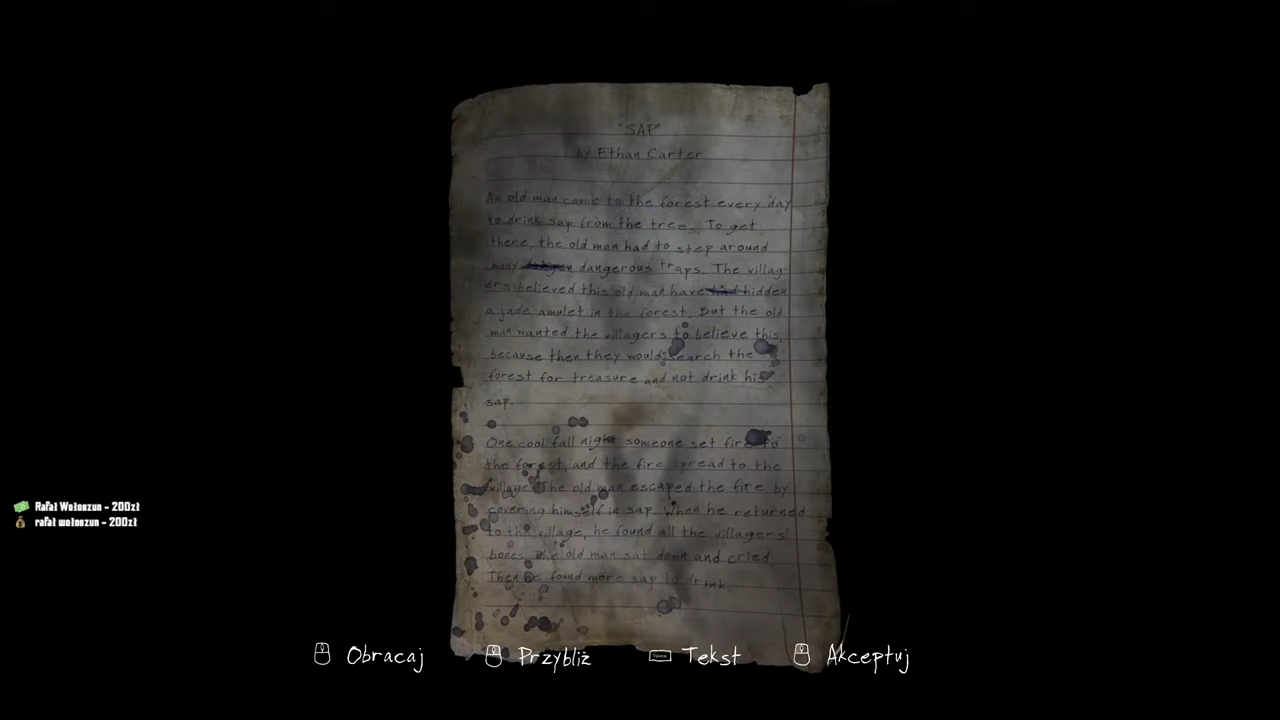 "SAP"
by Ethan Carter
An old man came to the forest every day
to drink sap from the trees. To get
there, the old man had to step around
many dangerous traps. The villag-
ers believed this old man have hidden
a jade amulet in the forest. But the old
man wanted the villagers to believe this,
because then they would search the
forest for treasure and not drink his
sap.
One cool fall night someone set fire to
the forest, and the fire spread to the
village. The old man escaped the fire by
covering himself in sap. When he returned
to the village, he found all the villagers'
bones. The old man sat down and cried.
Then he found more sap to drink.
Rafał Wołoszun - 200zł
rafał wołoszun - 200zł
Obracaj
Przybliż
Tekst
Akceptuj